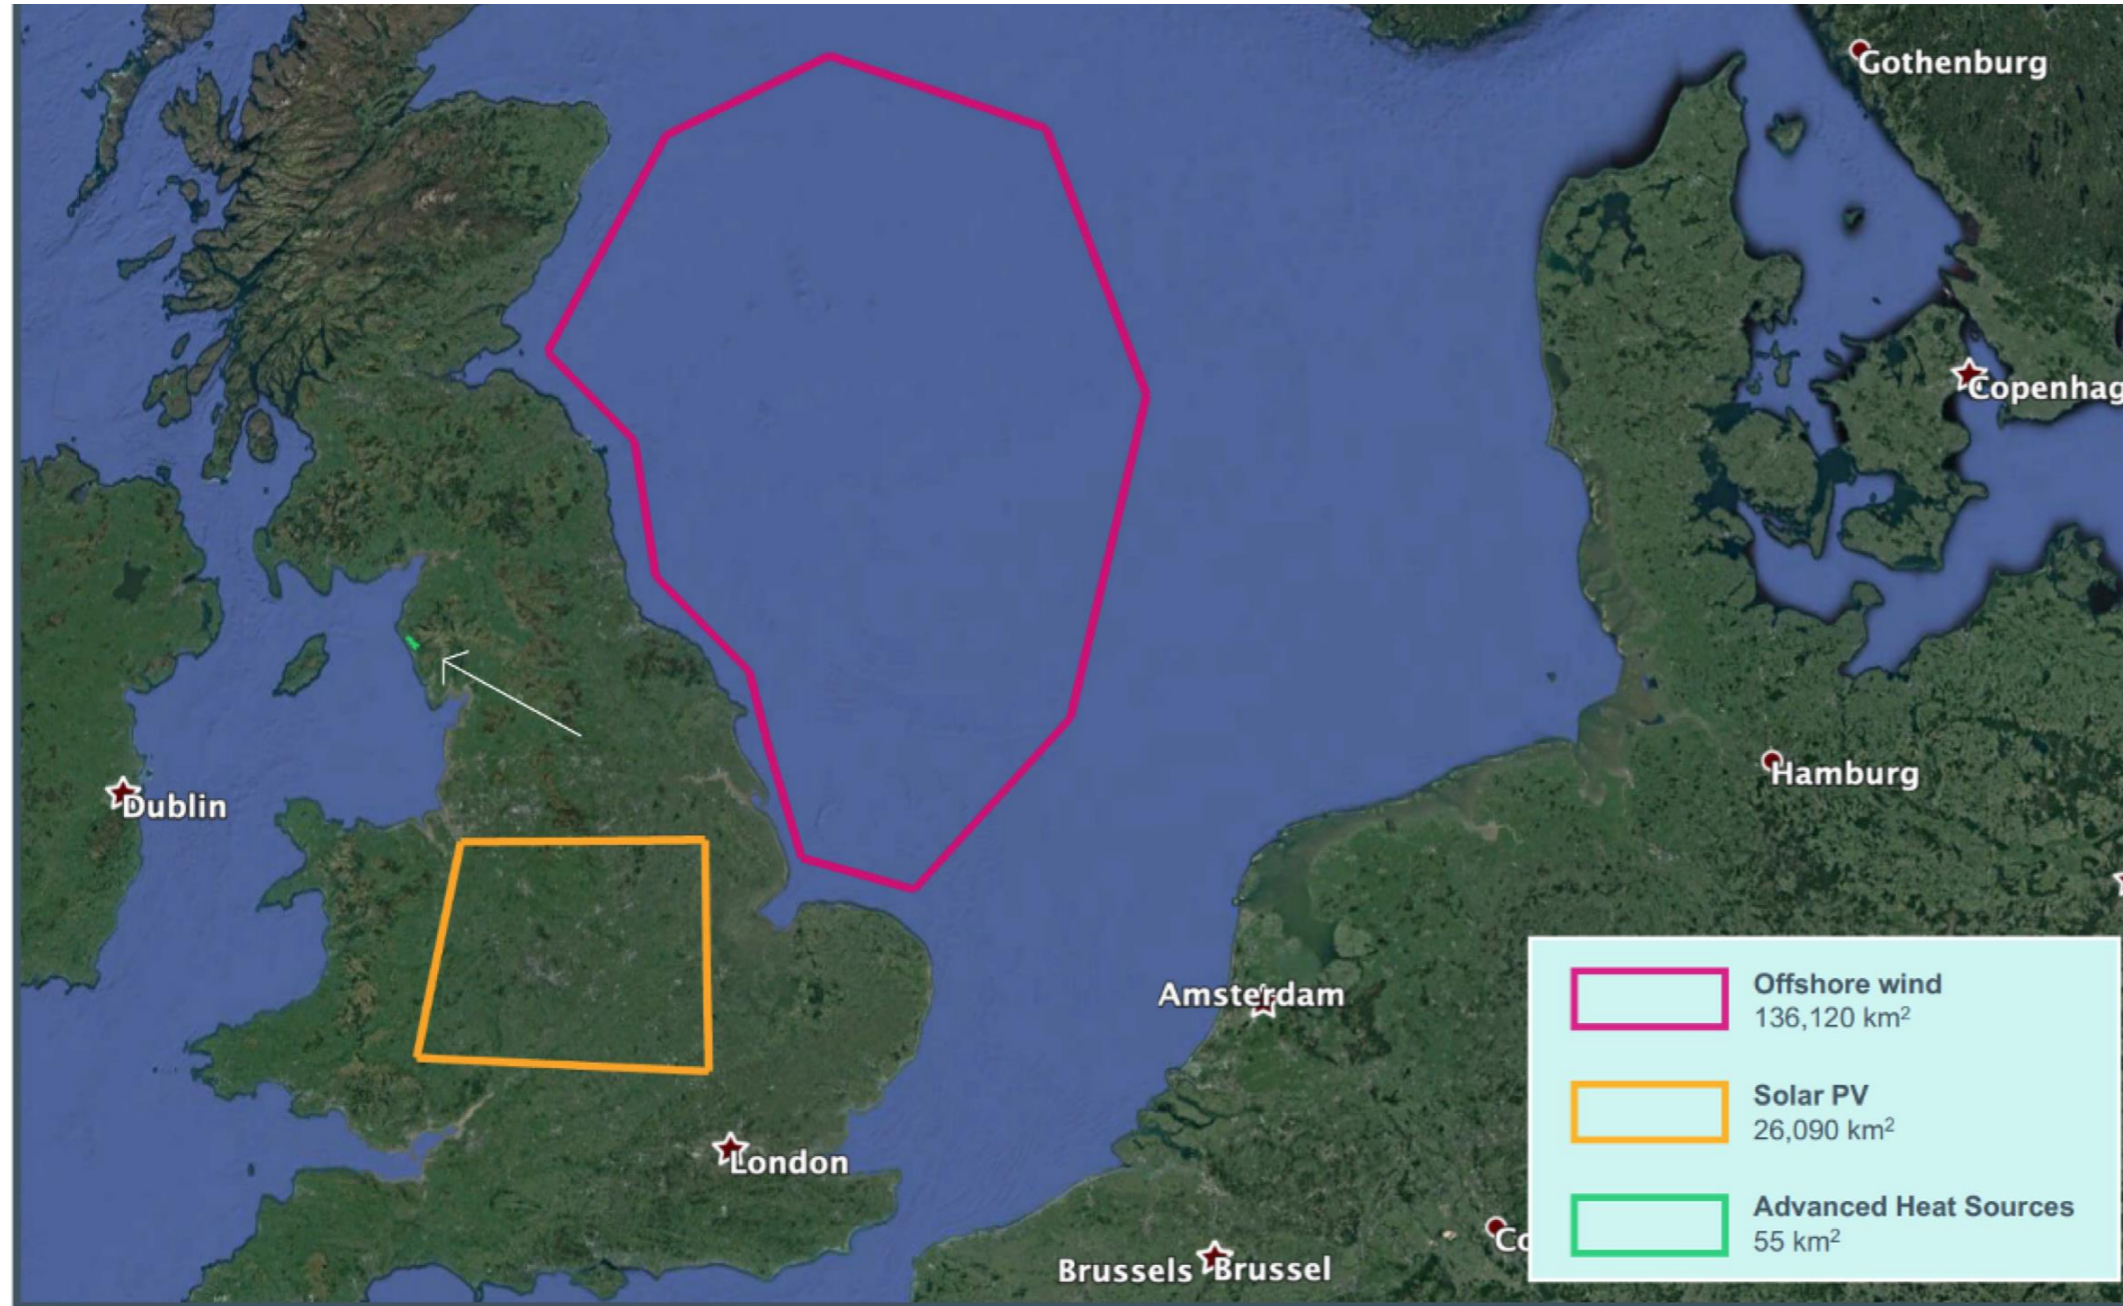 Gothenburg
Copenhag
Dublin
Hamburg
Amsterdam
London
Brussels Brussel
Co
Offshore wind
136,120 km²
Solar PV
26,090 km²
Advanced Heat Sources
55 km²